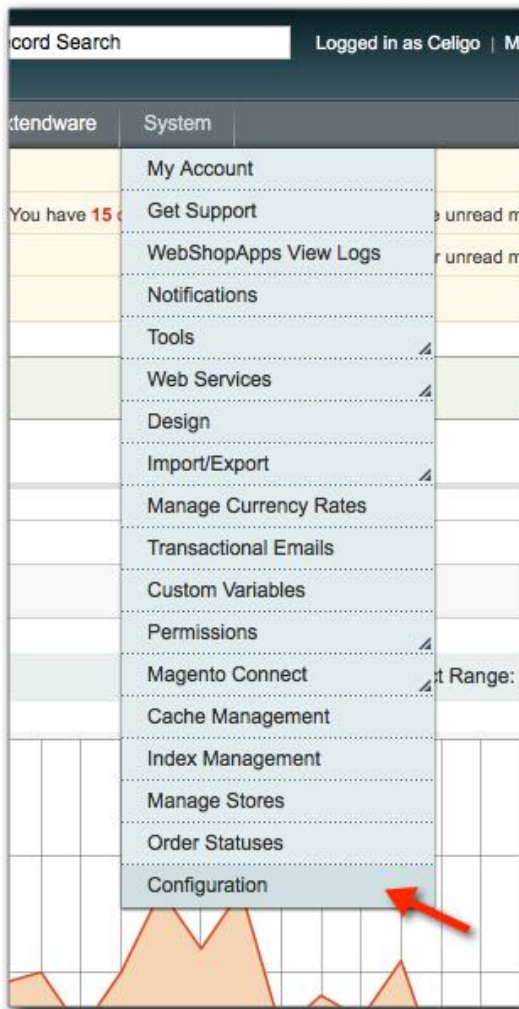 cord Search
Logged in as Celigo | M
xtendware
System
My Account
You have 15
Get Support
e unread m
WebShopApps View Logs
r unread m
Notifications
Tools
Web Services
Design
Import/Export
Manage Currency Rates
Transactional Emails
Custom Variables
Permissions
Magento Connect
ct Range:
Cache Management
Index Management
Manage Stores
Order Statuses
Configuration